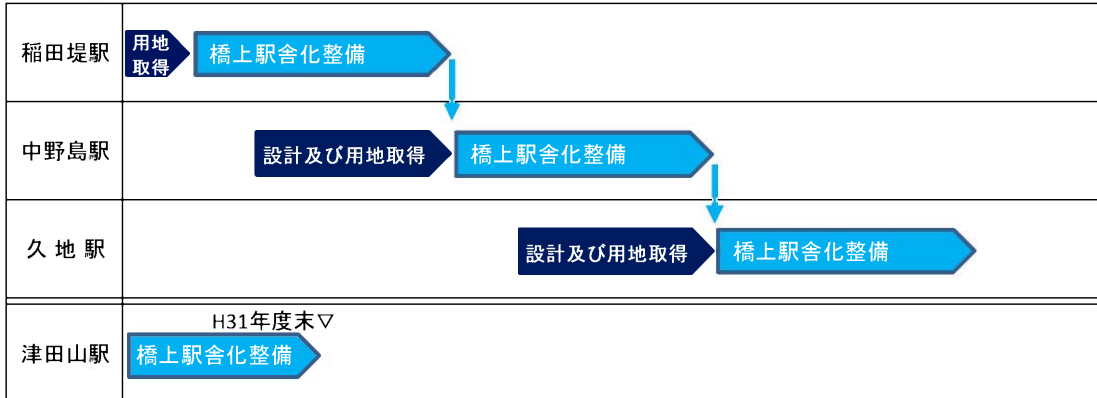 稲田堤駅
用地
取得
橋上駅舎化整備
中野島駅
設計及び用地取得
橋上駅舎化整備
久地駅
設計及び用地取得
橋上駅舎化整備
H31年度末▽
津田山駅
橋上駅舎化整備